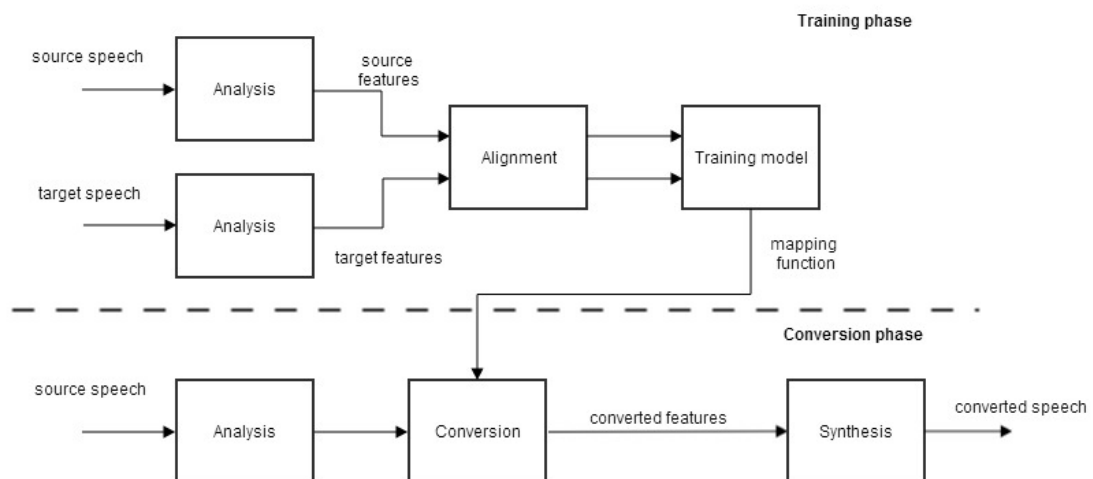 Training phase
source speech
Analysis
source
features
Alignment
Training model
target speech
Analysis
target features
mapping
function
Conversion phase
source speech
Analysis
Conversion
converted features
Synthesis
converted speech